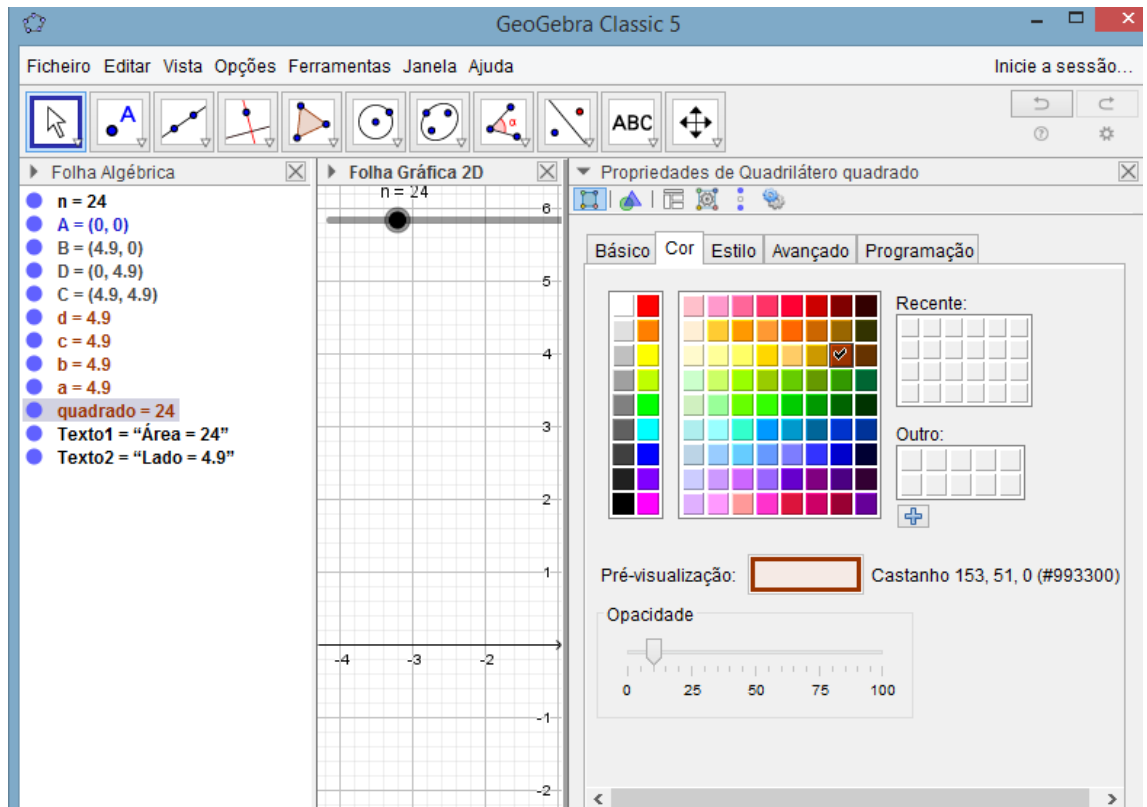 GeoGebra Classic 5
Ficheiro Editar Vista Opções Ferramentas Janela Ajuda
Inicie a sessão...
A
α
ABC
Folha Algébrica
n = 24
A = (0, 0)
B = (4.9, 0)
D = (0, 4.9)
C = (4.9, 4.9)
d = 4.9
c = 4.9
b = 4.9
a = 4.9
quadrado = 24
Texto1 = “Área = 24”
Texto2 = “Lado = 4.9”
Folha Gráfica 2D
n = 24
6
5
4
3
2
1
-4 -3 -2
-1
-2
Propriedades de Quadrilátero quadrado
Básico Cor Estilo Avançado Programação
Recente:
Outro:
Pré-visualização:
Castanho 153, 51, 0 (#993300)
Opacidade
0 25 50 75 100